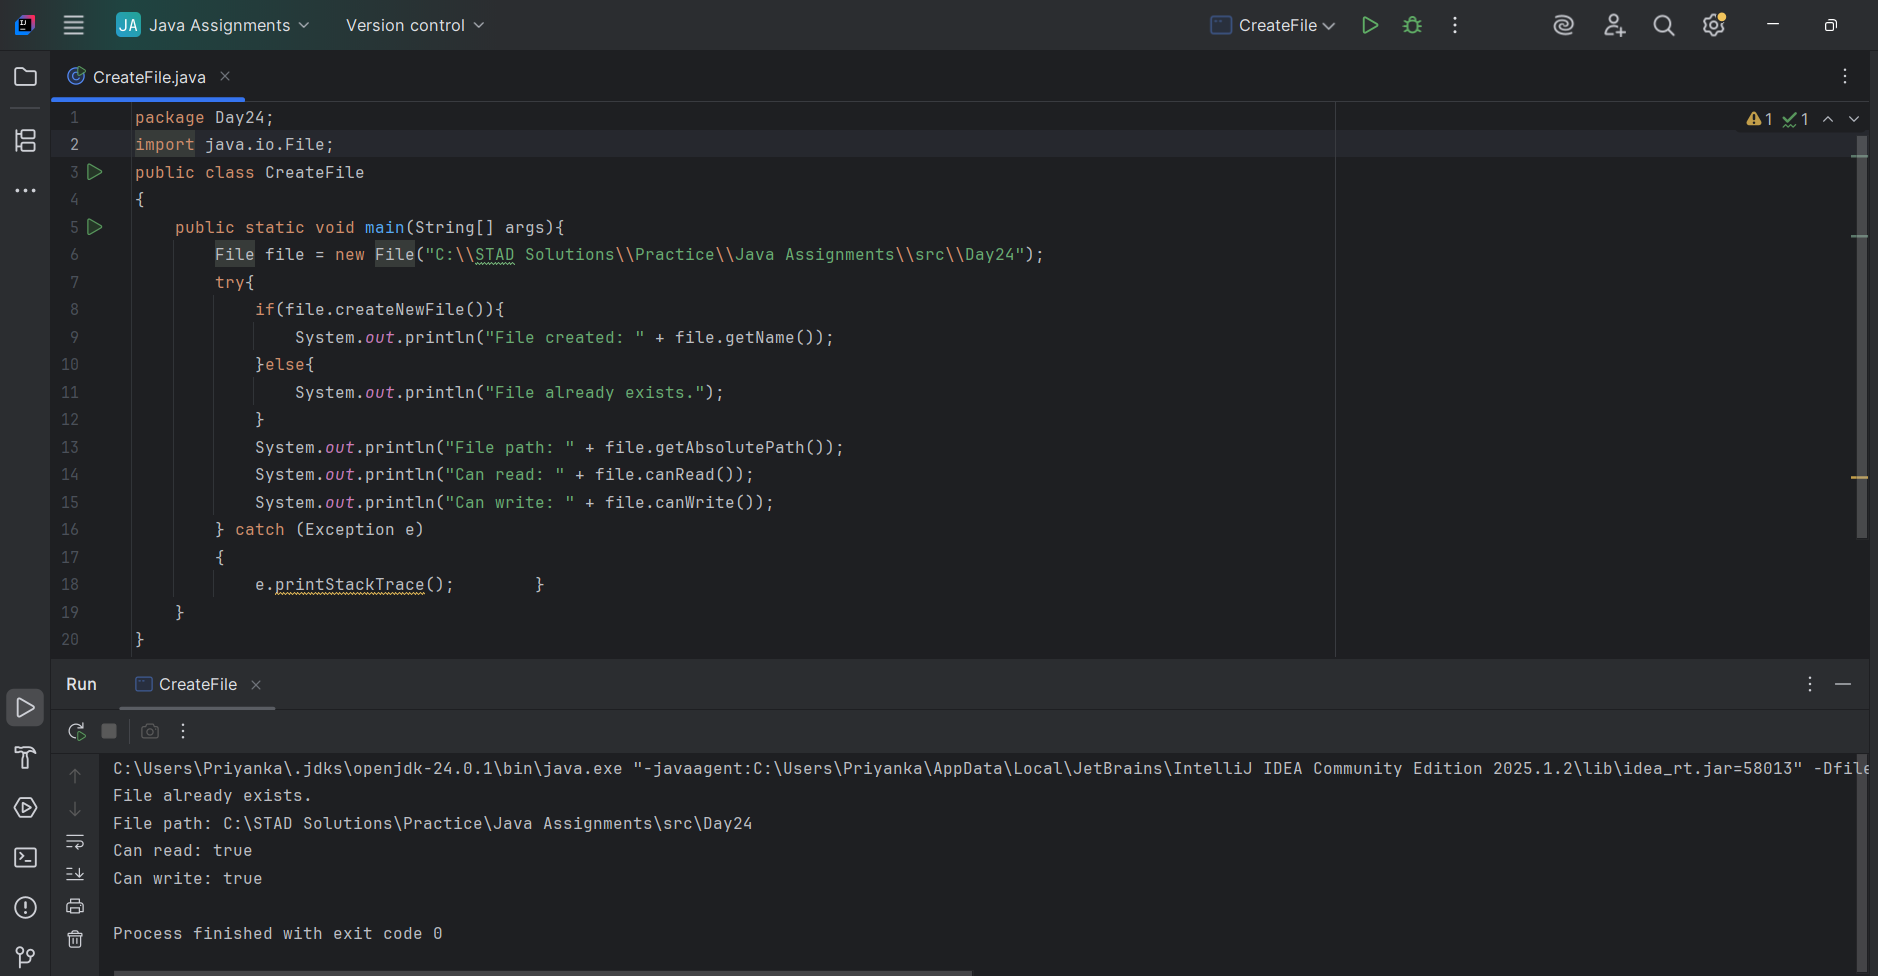 JA Java Assignments Version control CreateFile
CreateFile.java
1 package Day24;
2 import java.io.File;
3 public class CreateFile
4 {
5 public static void main(String[] args){
6 File file = new File("C:\\STAD Solutions\\Practice\\Java Assignments\\src\\Day24");
7 try{
8 if(file.createNewFile()){
9 System.out.println("File created: " + file.getName());
10 }else{
11 System.out.println("File already exists.");
12 }
13 System.out.println("File path: " + file.getAbsolutePath());
14 System.out.println("Can read: " + file.canRead());
15 System.out.println("Can write: " + file.canWrite());
16 } catch (Exception e)
17 {
18 e.printStackTrace(); }
19 }
20 }
1 1
Run CreateFile
C:\Users\Priyanka\.jdks\openjdk-24.0.1\bin\java.exe "-javaagent:C:\Users\Priyanka\AppData\Local\JetBrains\IntelliJ IDEA Community Edition 2025.1.2\lib\idea_rt.jar=58013" -Dfile
File already exists.
File path: C:\STAD Solutions\Practice\Java Assignments\src\Day24
Can read: true
Can write: true
Process finished with exit code 0